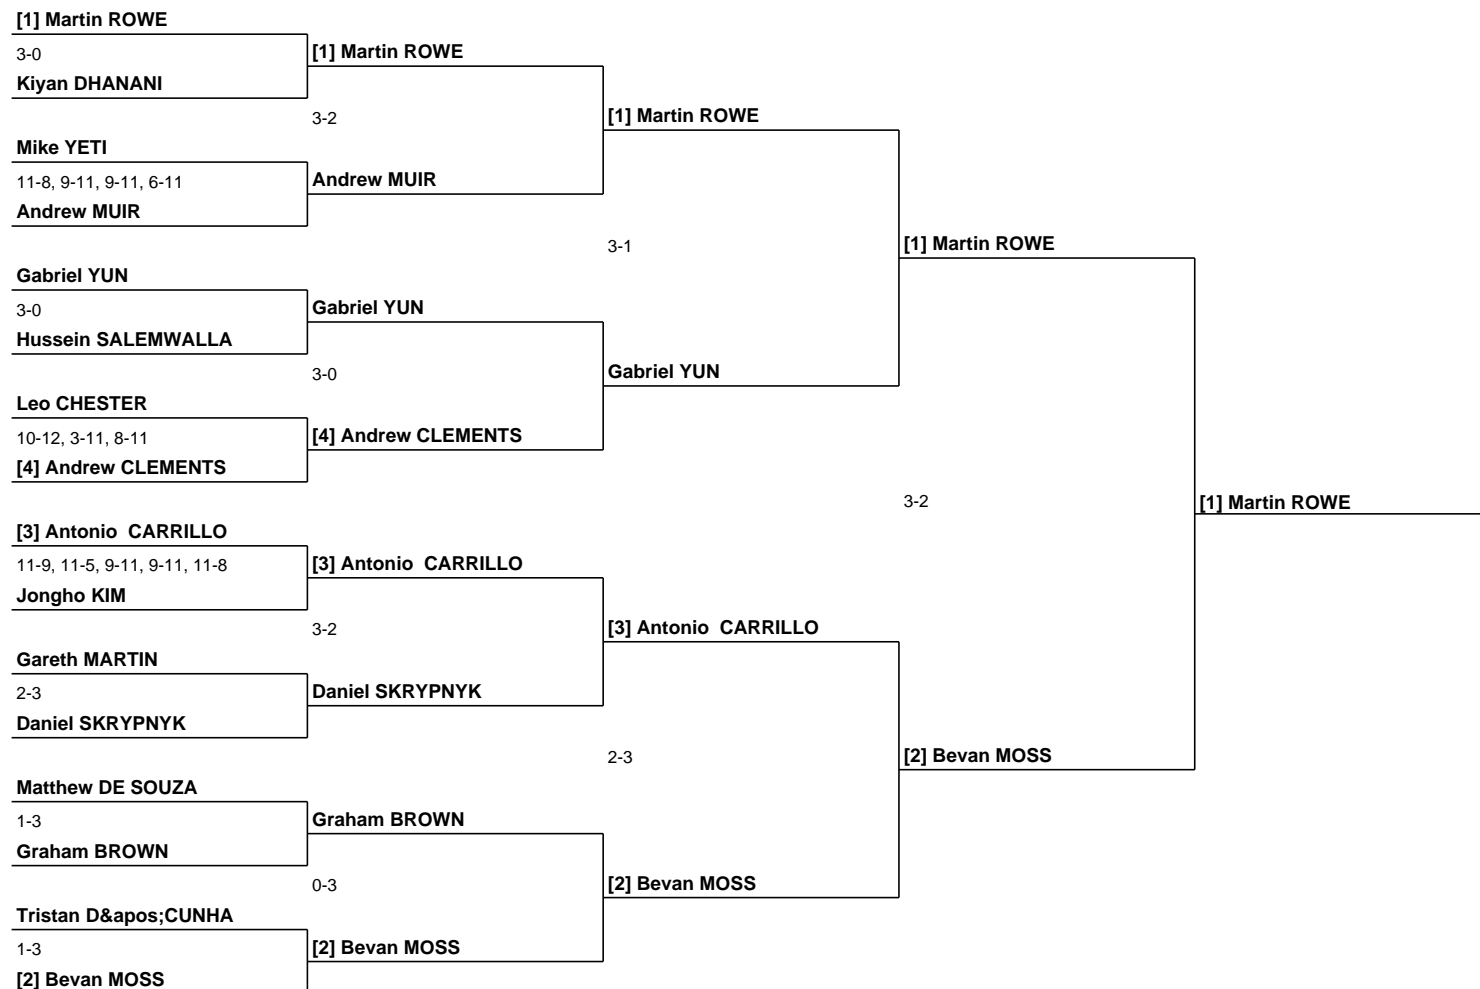 [1] Martin ROWE
3-0
Kiyan DHANANI
Mike YETI
11-8, 9-11, 9-11, 6-11
Andrew MUIR
Gabriel YUN
3-0
Hussein SALEMWALLA
Leo CHESTER
10-12, 3-11, 8-11
[4] Andrew CLEMENTS
[3] Antonio  CARRILLO
11-9, 11-5, 9-11, 9-11, 11-8
Jongho KIM
Gareth MARTIN
2-3
Daniel SKRYPNYK
Matthew DE SOUZA
1-3
Graham BROWN
Tristan D&apos;CUNHA
1-3
[2] Bevan MOSS
[1] Martin ROWE
3-2
Andrew MUIR
Gabriel YUN
3-0
[4] Andrew CLEMENTS
[3] Antonio  CARRILLO
3-2
Daniel SKRYPNYK
Graham BROWN
0-3
[2] Bevan MOSS
[1] Martin ROWE
3-1
Gabriel YUN
[3] Antonio  CARRILLO
2-3
[2] Bevan MOSS
[1] Martin ROWE
3-2
[2] Bevan MOSS
[1] Martin ROWE